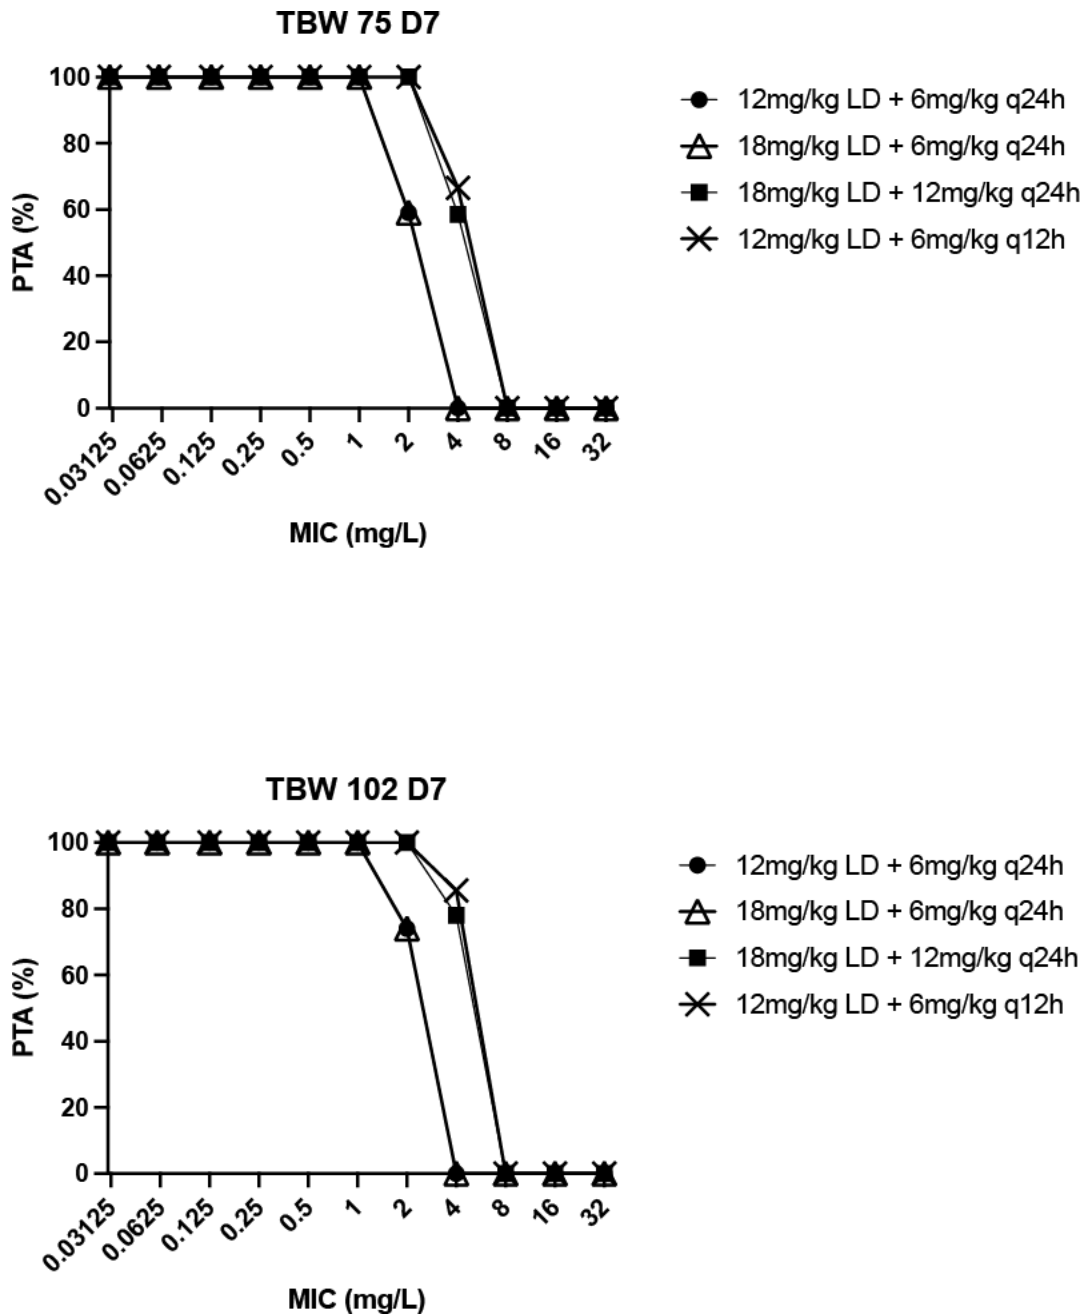 TBW 75 D7
100
80
60
40
20
0
PTA (%)
0.03125
0.0625
0.125
0.25
0.5
1
2
4
8
16
32
MIC (mg/L)
12mg/kg LD + 6mg/kg q24h
18mg/kg LD + 6mg/kg q24h
18mg/kg LD + 12mg/kg q24h
12mg/kg LD + 6mg/kg q12h
TBW 102 D7
100
80
60
40
20
0
PTA (%)
0.03125
0.0625
0.125
0.25
0.5
1
2
4
8
16
32
MIC (mg/L)
12mg/kg LD + 6mg/kg q24h
18mg/kg LD + 6mg/kg q24h
18mg/kg LD + 12mg/kg q24h
12mg/kg LD + 6mg/kg q12h